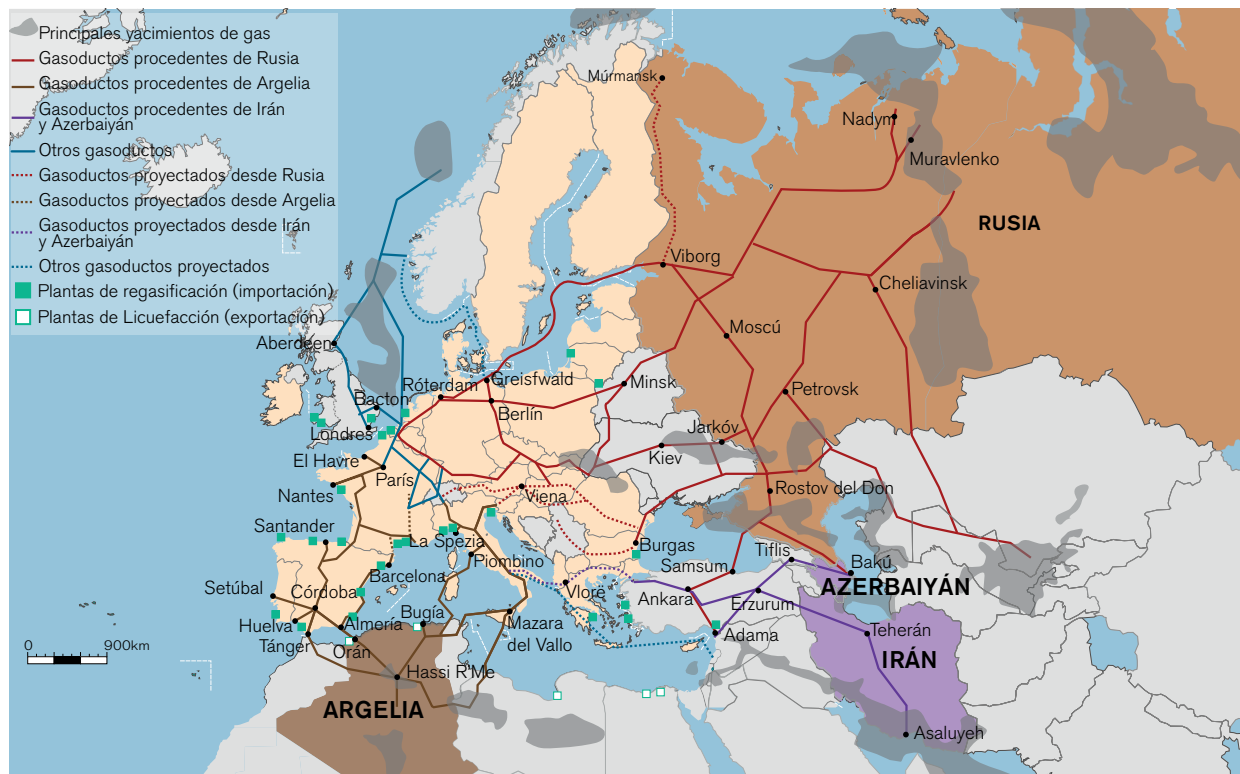 Principales yacimientos de gas
Gasoductos procedentes de Rusia
Gasoductos procedentes de Argelia
Gasoductos procedentes de Irán
y Azerbaiyán
Otros gasoductos
Gasoductos proyectados desde Rusia
Gasoductos proyectados desde Argelia
Gasoductos proyectados desde Irán
y Azerbaiyán
Otros gasoductos proyectados
Plantas de regasificación (importación)
Plantas de Licuefacción (exportación)
Múrmansk
Nadym
Muravlenko
RUSIA
Viborg
Cheliavinsk
Moscú
Aberdeen
Róterdam
Greisfwald
Minsk
Petrovsk
Bacton
Berlín
Londres
Jarkóv
El Havre
Kiev
París
Nantes
Viena
Rostov del Don
Santander
La Spezia
Burgas
Tiflis
Piombino
Samsum
Bakú
Barcelona
AZERBAIYÁN
Setúbal
Córdoba
Vlorë
Ankara
Erzurum
Bugía
Mazara
del Vallo
Huelva
Almería
Adama
Teherán
Tánger
Orán
900km
0
IRÁN
Hassi R'Me
ARGELIA
Asaluyeh